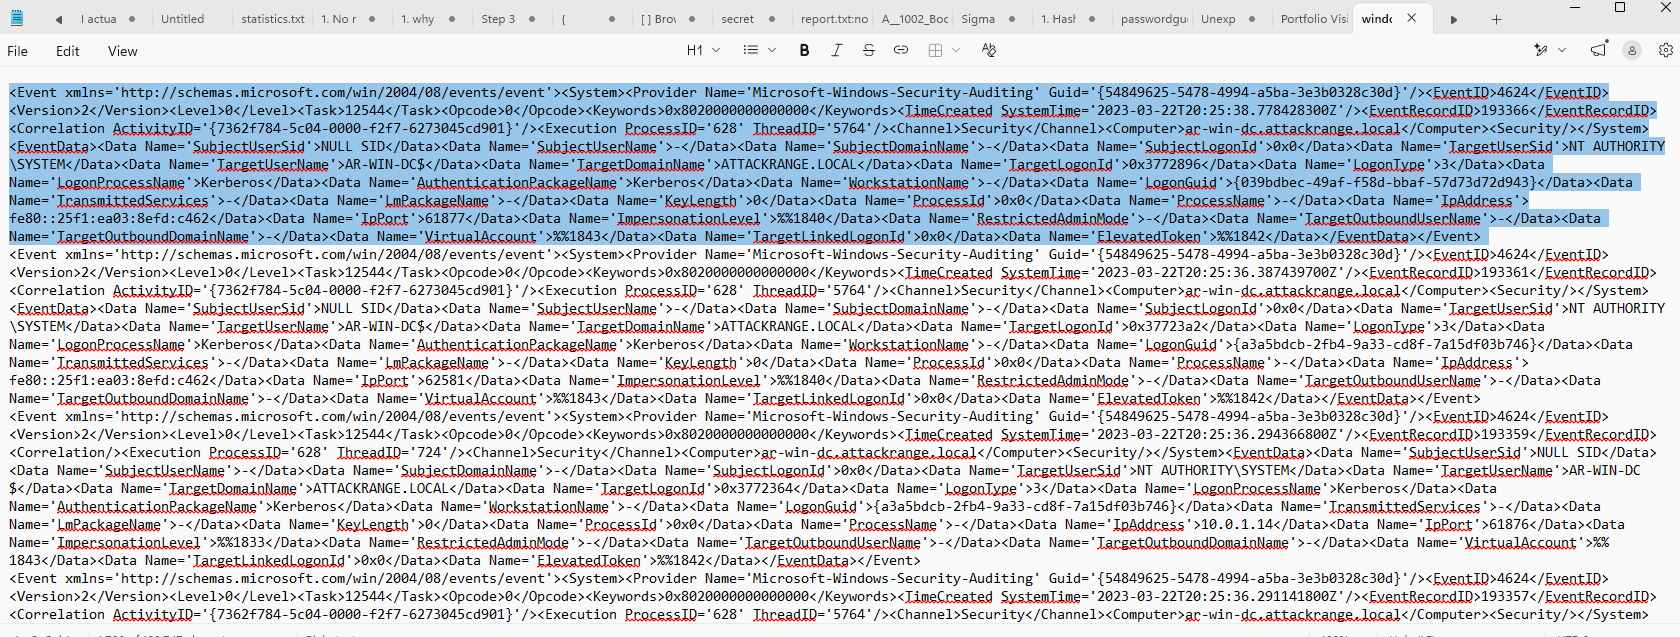 I actua
Untitled
statistics.txt
1. No r
1. why
Step 3
{
[ ] Brov
secret
report.txt:no
A__1002_Boc
Sigma
1. Hash
passwordgu
Unexp
Portfolio Visi
windo
File Edit View
H1
B I S
<Event xmlns='http://schemas.microsoft.com/win/2004/08/events/event'><System><Provider Name='Microsoft-Windows-Security-Auditing' Guid='{54849625-5478-4994-a5ba-3e3b0328c30d}'/><EventID>4624</EventID>
<Version>2</Version><Level>0</Level><Task>12544</Task><Opcode>0</Opcode><Keywords>0x8020000000000000</Keywords><TimeCreated SystemTime='2023-03-22T20:25:38.778428300Z'/><EventRecordID>193366</EventRecordID>
<Correlation ActivityID='{7362f784-5c04-0000-f2f7-6273045cd901}'/><Execution ProcessID='628' ThreadID='5764'/><Channel>Security</Channel><Computer>ar-win-dc.attackrange.local</Computer><Security/></System>
<EventData><Data Name='SubjectUserSid'>NULL SID</Data><Data Name='SubjectUserName'>-</Data><Data Name='SubjectDomainName'>-</Data><Data Name='SubjectLogonId'>0x0</Data><Data Name='TargetUserSid'>NT AUTHORITY
\SYSTEM</Data><Data Name='TargetUserName'>AR-WIN-DC$</Data><Data Name='TargetDomainName'>ATTACKRANGE.LOCAL</Data><Data Name='TargetLogonId'>0x3772896</Data><Data Name='LogonType'>3</Data><Data
Name='LogonProcessName'>Kerberos</Data><Data Name='AuthenticationPackageName'>Kerberos</Data><Data Name='WorkstationName'>-</Data><Data Name='LogonGuid'>{039bdbec-49af-f58d-bbaf-57d73d72d943}</Data><Data
Name='TransmittedServices'>-</Data><Data Name='LmPackageName'>-</Data><Data Name='KeyLength'>0</Data><Data Name='ProcessId'>0x0</Data><Data Name='ProcessName'>-</Data><Data Name='IpAddress'>
fe80::25f1:ea03:8efd:c462</Data><Data Name='IpPort'>61877</Data><Data Name='ImpersonationLevel'>%%1840</Data><Data Name='RestrictedAdminMode'>-</Data><Data Name='TargetOutboundUserName'>-</Data><Data
Name='TargetOutboundDomainName'>-</Data><Data Name='VirtualAccount'>%%1843</Data><Data Name='TargetLinkedLogonId'>0x0</Data><Data Name='ElevatedToken'>%%1842</Data></EventData></Event>
<Event xmlns='http://schemas.microsoft.com/win/2004/08/events/event'><System><Provider Name='Microsoft-Windows-Security-Auditing' Guid='{54849625-5478-4994-a5ba-3e3b0328c30d}'/><EventID>4624</EventID>
<Version>2</Version><Level>0</Level><Task>12544</Task><Opcode>0</Opcode><Keywords>0x8020000000000000</Keywords><TimeCreated SystemTime='2023-03-22T20:25:36.387439700Z'/><EventRecordID>193361</EventRecordID>
<Correlation ActivityID='{7362f784-5c04-0000-f2f7-6273045cd901}'/><Execution ProcessID='628' ThreadID='5764'/><Channel>Security</Channel><Computer>ar-win-dc.attackrange.local</Computer><Security/></System>
<EventData><Data Name='SubjectUserSid'>NULL SID</Data><Data Name='SubjectUserName'>-</Data><Data Name='SubjectDomainName'>-</Data><Data Name='SubjectLogonId'>0x0</Data><Data Name='TargetUserSid'>NT AUTHORITY
\SYSTEM</Data><Data Name='TargetUserName'>AR-WIN-DC$</Data><Data Name='TargetDomainName'>ATTACKRANGE.LOCAL</Data><Data Name='TargetLogonId'>0x37723a2</Data><Data Name='LogonType'>3</Data><Data
Name='LogonProcessName'>Kerberos</Data><Data Name='AuthenticationPackageName'>Kerberos</Data><Data Name='WorkstationName'>-</Data><Data Name='LogonGuid'>{a3a5bdcb-2fb4-9a33-cd8f-7a15df03b746}</Data><Data
Name='TransmittedServices'>-</Data><Data Name='LmPackageName'>-</Data><Data Name='KeyLength'>0</Data><Data Name='ProcessId'>0x0</Data><Data Name='ProcessName'>-</Data><Data Name='IpAddress'>
fe80::25f1:ea03:8efd:c462</Data><Data Name='IpPort'>62581</Data><Data Name='ImpersonationLevel'>%%1840</Data><Data Name='RestrictedAdminMode'>-</Data><Data Name='TargetOutboundUserName'>-</Data><Data
Name='TargetOutboundDomainName'>-</Data><Data Name='VirtualAccount'>%%1843</Data><Data Name='TargetLinkedLogonId'>0x0</Data><Data Name='ElevatedToken'>%%1842</Data></EventData></Event>
<Event xmlns='http://schemas.microsoft.com/win/2004/08/events/event'><System><Provider Name='Microsoft-Windows-Security-Auditing' Guid='{54849625-5478-4994-a5ba-3e3b0328c30d}'/><EventID>4624</EventID>
<Version>2</Version><Level>0</Level><Task>12544</Task><Opcode>0</Opcode><Keywords>0x8020000000000000</Keywords><TimeCreated SystemTime='2023-03-22T20:25:36.294366800Z'/><EventRecordID>193359</EventRecordID>
<Correlation/><Execution ProcessID='628' ThreadID='724'/><Channel>Security</Channel><Computer>ar-win-dc.attackrange.local</Computer><Security/></System><EventData><Data Name='SubjectUserSid'>NULL SID</Data>
<Data Name='SubjectUserName'>-</Data><Data Name='SubjectDomainName'>-</Data><Data Name='SubjectLogonId'>0x0</Data><Data Name='TargetUserSid'>NT AUTHORITY\SYSTEM</Data><Data Name='TargetUserName'>AR-WIN-DC
$</Data><Data Name='TargetDomainName'>ATTACKRANGE.LOCAL</Data><Data Name='TargetLogonId'>0x3772364</Data><Data Name='LogonType'>3</Data><Data Name='LogonProcessName'>Kerberos</Data><Data
Name='AuthenticationPackageName'>Kerberos</Data><Data Name='WorkstationName'>-</Data><Data Name='LogonGuid'>{a3a5bdcb-2fb4-9a33-cd8f-7a15df03b746}</Data><Data Name='TransmittedServices'>-</Data><Data
Name='LmPackageName'>-</Data><Data Name='KeyLength'>0</Data><Data Name='ProcessId'>0x0</Data><Data Name='ProcessName'>-</Data><Data Name='IpAddress'>10.0.1.14</Data><Data Name='IpPort'>61876</Data><Data
Name='ImpersonationLevel'>%%1833</Data><Data Name='RestrictedAdminMode'>-</Data><Data Name='TargetOutboundUserName'>-</Data><Data Name='TargetOutboundDomainName'>-</Data><Data Name='VirtualAccount'>%%
1843</Data><Data Name='TargetLinkedLogonId'>0x0</Data><Data Name='ElevatedToken'>%%1842</Data></EventData></Event>
<Event xmlns='http://schemas.microsoft.com/win/2004/08/events/event'><System><Provider Name='Microsoft-Windows-Security-Auditing' Guid='{54849625-5478-4994-a5ba-3e3b0328c30d}'/><EventID>4624</EventID>
<Version>2</Version><Level>0</Level><Task>12544</Task><Opcode>0</Opcode><Keywords>0x8020000000000000</Keywords><TimeCreated SystemTime='2023-03-22T20:25:36.291141800Z'/><EventRecordID>193357</EventRecordID>
<Correlation ActivityID='{7362f784-5c04-0000-f2f7-6273045cd901}'/><Execution ProcessID='628' ThreadID='5764'/><Channel>Security</Channel><Computer>ar-win-dc.attackrange.local</Computer><Security/></System>